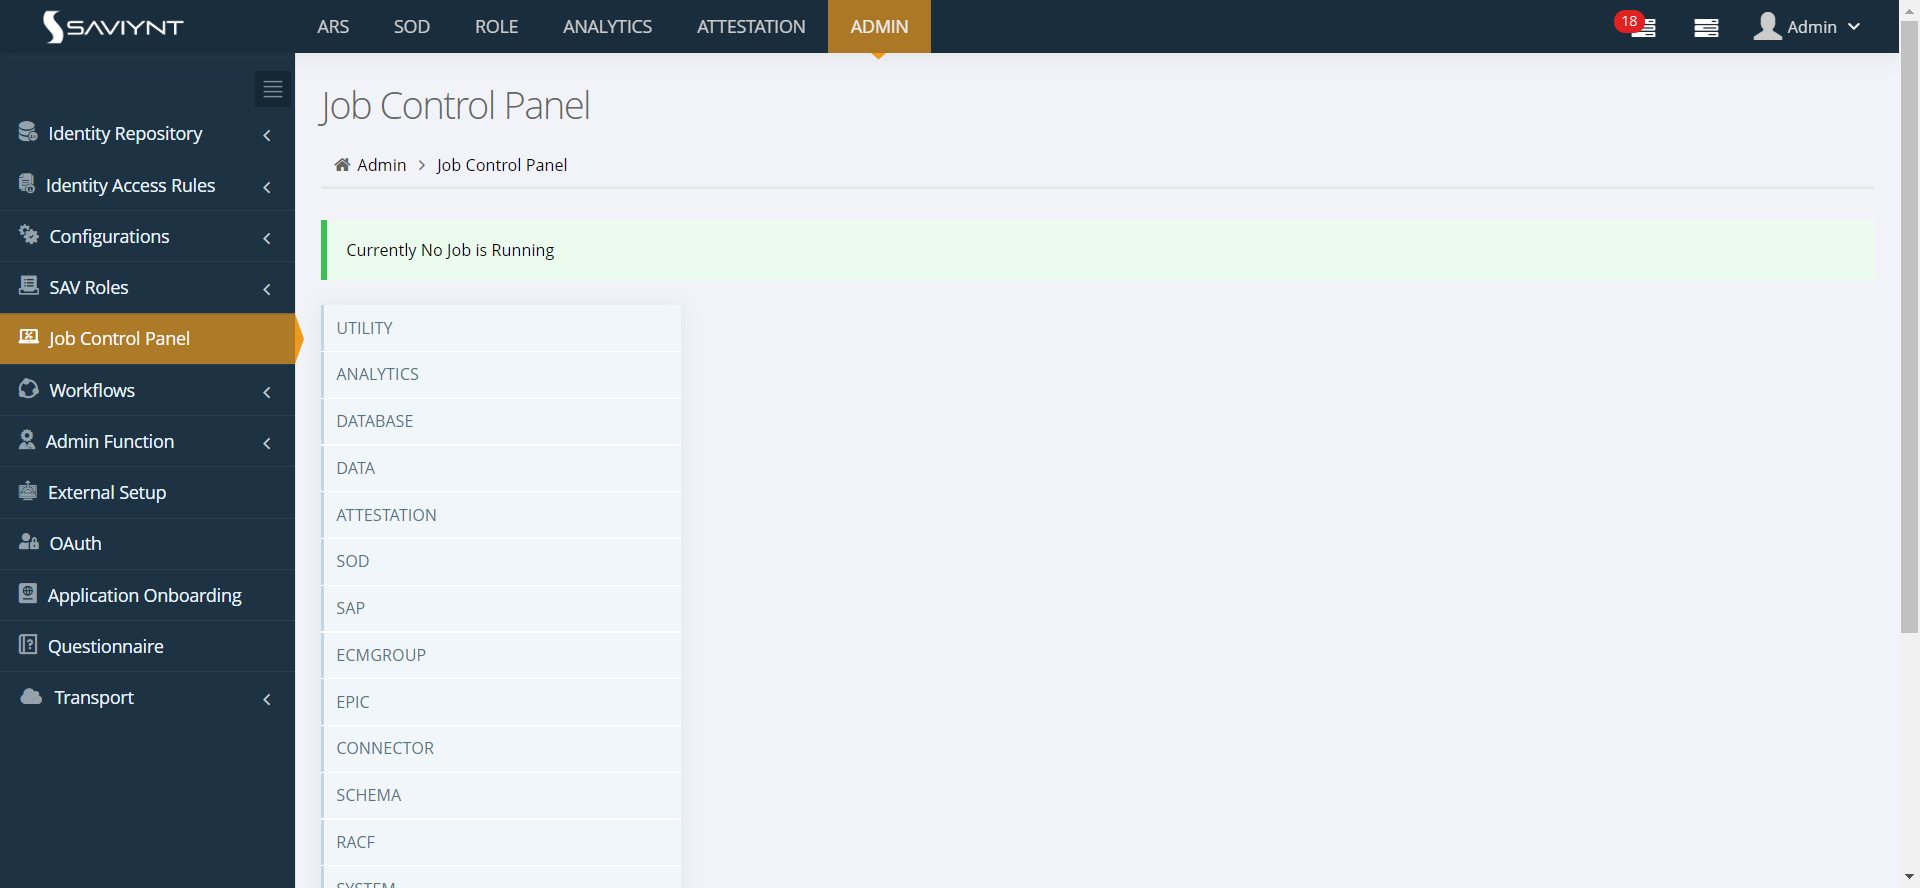 SAVIYNT
ARS SOD ROLE ANALYTICS ATTESTATION ADMIN
18
Admin
Identity Repository
Identity Access Rules
Configurations
SAV Roles
Job Control Panel
Workflows
Admin Function
External Setup
OAuth
Application Onboarding
Questionnaire
Transport
Job Control Panel
Admin > Job Control Panel
Currently No Job is Running
UTILITY
ANALYTICS
DATABASE
DATA
ATTESTATION
SOD
SAP
ECMGROUP
EPIC
CONNECTOR
SCHEMA
RACF
SYSTEM